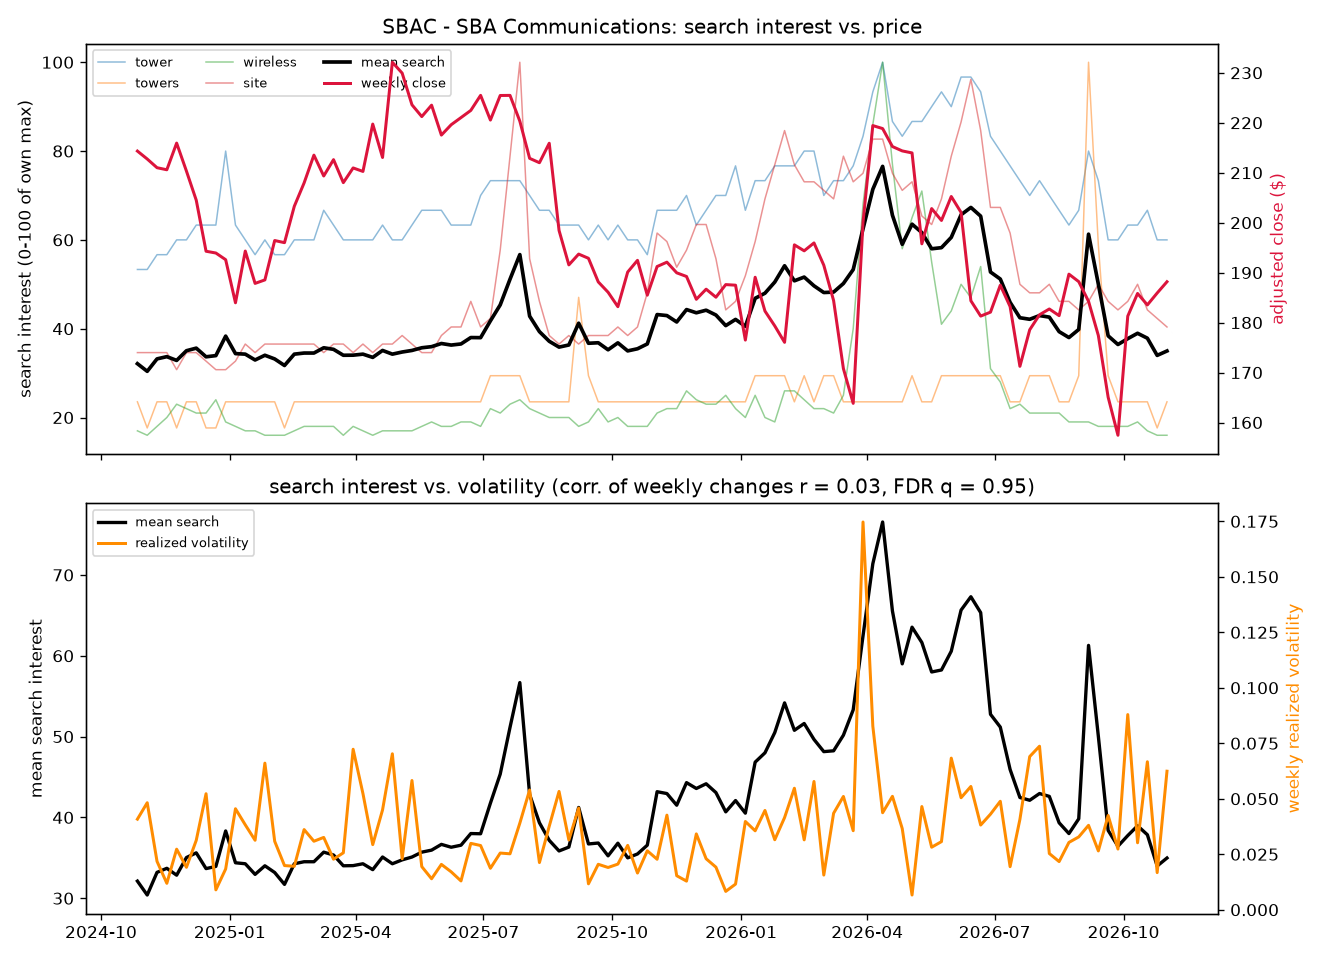 SBAC - SBA Communications: search interest vs. price
tower
towers
wireless
site
mean search
weekly close
search interest (0-100 of own max)
100
80
60
40
20
adjusted close ($)
230
220
210
200
190
180
170
160
search interest vs. volatility (corr. of weekly changes r = 0.03, FDR q = 0.95)
mean search
realized volatility
mean search interest
70
60
50
40
30
weekly realized volatility
0.175
0.150
0.125
0.100
0.075
0.050
0.025
0.000
2024-10
2025-01
2025-04
2025-07
2025-10
2026-01
2026-04
2026-07
2026-10